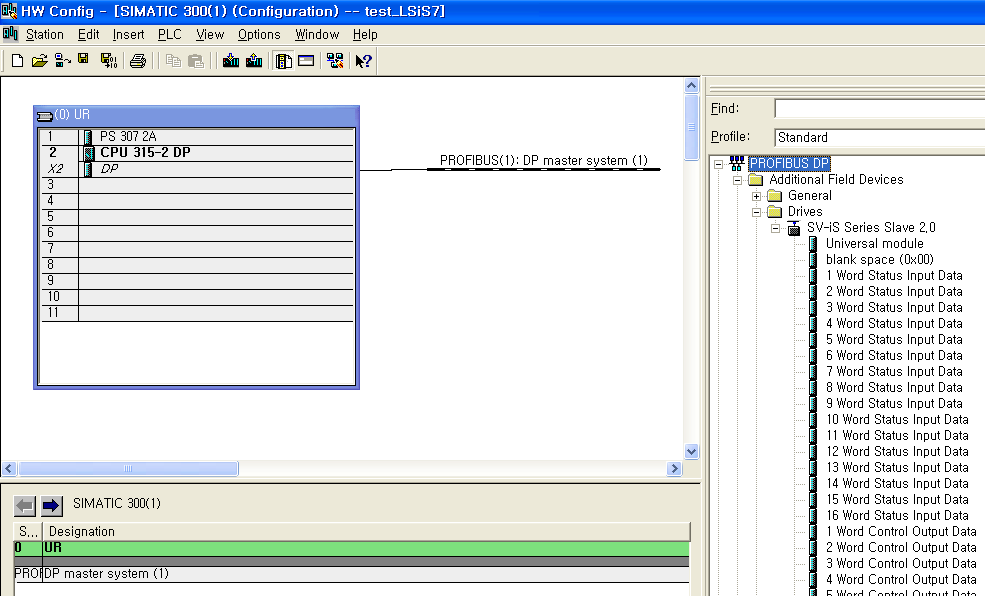 HW Config - [SIMATIC 300(1) (Configuration) -- test_LSiS7]
Station Edit Insert PLC View Options Window Help
(0) UR
1 PS 307 2A
2 CPU 315-2 DP
X2 DP
3
4
5
6
7
8
9
10
11
PROFIBUS(1): DP master system (1)
Find:
Profile: Standard
PROFIBUS DP
Additional Field Devices
General
Drives
SV-iS Series Slave 2,0
Universal module
blank space (0x00)
1 Word Status Input Data
2 Word Status Input Data
3 Word Status Input Data
4 Word Status Input Data
5 Word Status Input Data
6 Word Status Input Data
7 Word Status Input Data
8 Word Status Input Data
9 Word Status Input Data
10 Word Status Input Data
11 Word Status Input Data
12 Word Status Input Data
13 Word Status Input Data
14 Word Status Input Data
15 Word Status Input Data
16 Word Status Input Data
1 Word Control Output Data
2 Word Control Output Data
3 Word Control Output Data
4 Word Control Output Data
5 Word Control Output Data
SIMATIC 300(1)
S... Designation
0 UR
PROF DP master system (1)